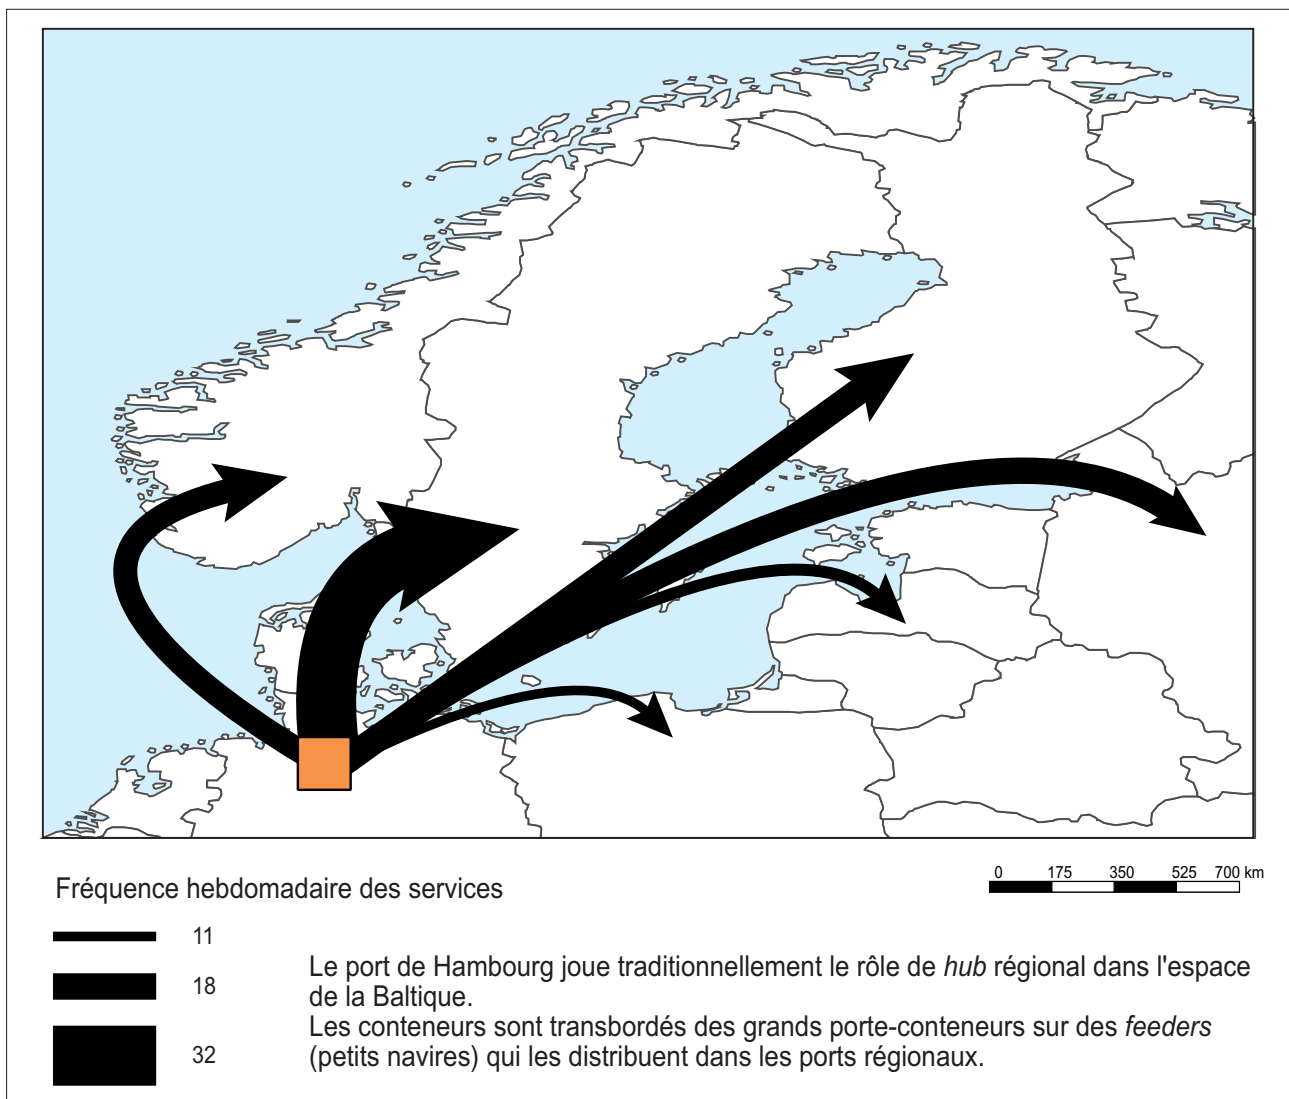 Fréquence hebdomadaire des services
0 175 350 525 700 km
11
18
32
Le port de Hambourg joue traditionnellement le rôle de hub régional dans l'espace
de la Baltique.
Les conteneurs sont transbordés des grands porte-conteneurs sur des feeders
(petits navires) qui les distribuent dans les ports régionaux.